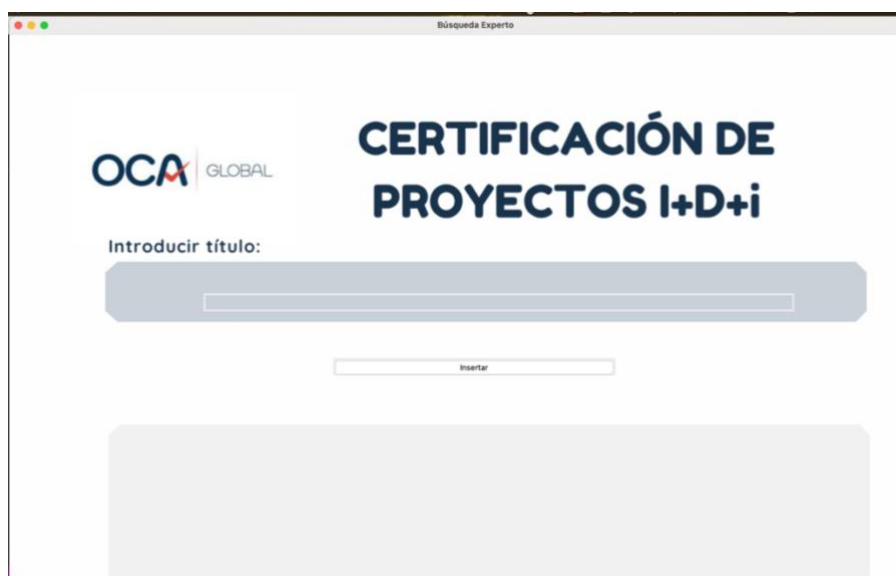 Búsqueda Experto
CERTIFICACIÓN DE
PROYECTOS I+D+i
OCA GLOBAL
Introducir título:
Insertar